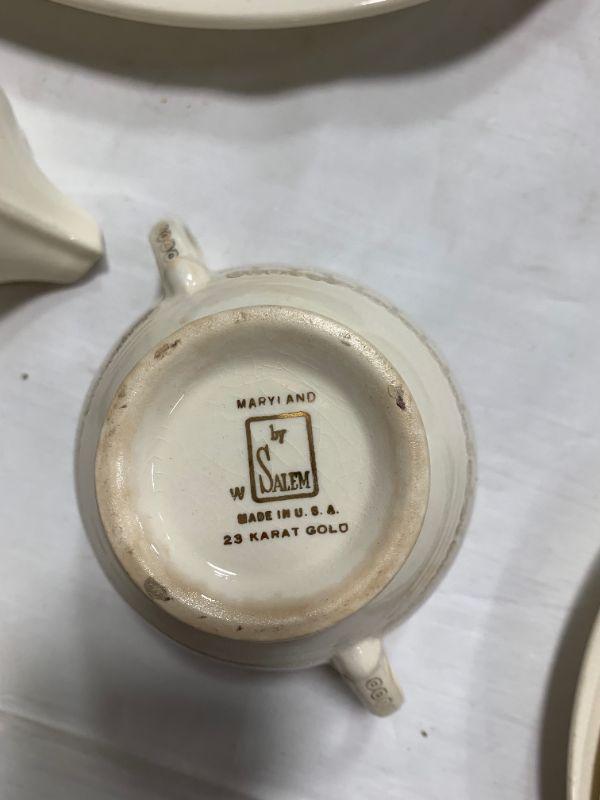 MARYLAND
by
SALEM
W
MADE IN U.S.A.
23 KARAT GOLD